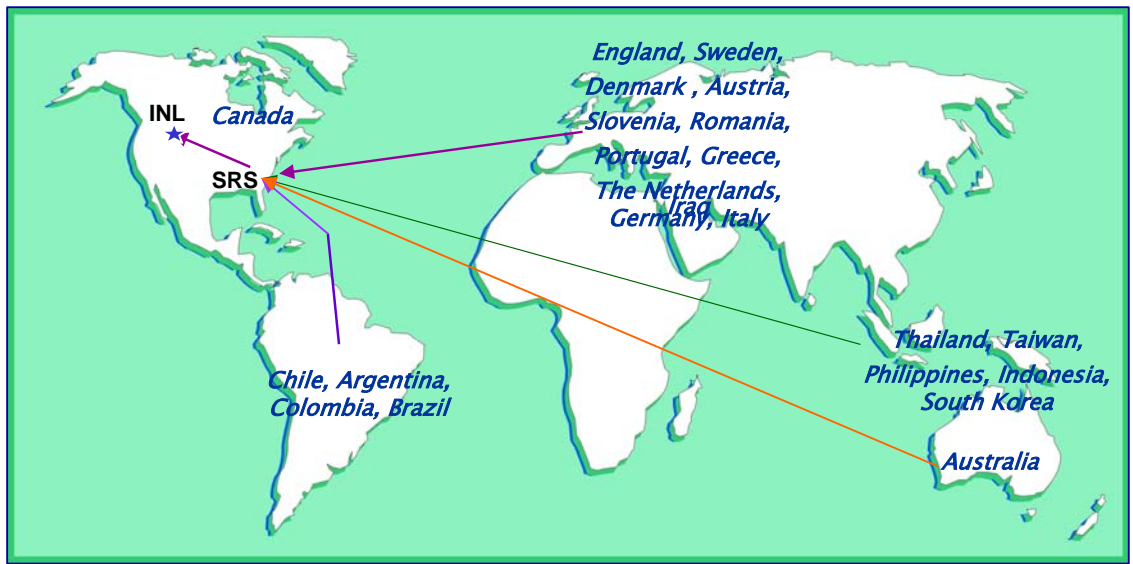 England, Sweden,
Denmark , Austria,
Slovenia, Romania,
Portugal, Greece,
The Netherlands,
Iraq
Germany, Italy
INL
Canada
SRS
Chile, Argentina,
Colombia, Brazil
Thailand, Taiwan,
Philippines, Indonesia,
South Korea
Australia